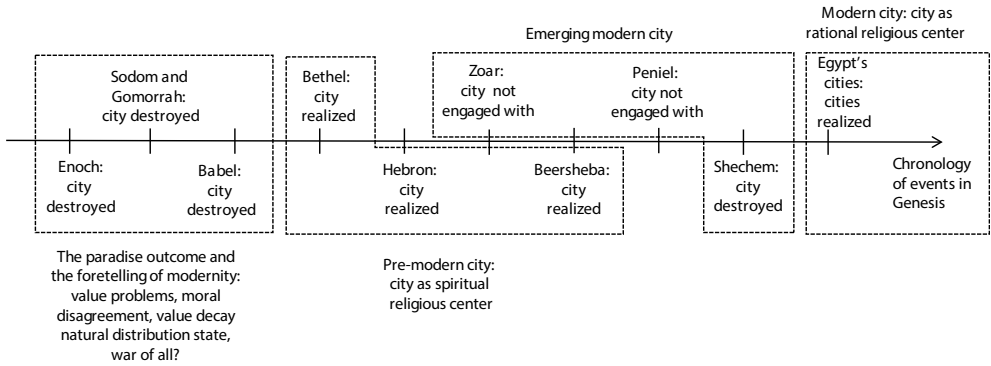 Modern city: city as
rational religious center
Emerging modern city
Sodom and
Gomorrah:
city destroyed
Bethel:
city
realized
Zoar:
city not
engaged with
Peniel:
city not
engaged with
Egypt's
cities:
cities
realized
Enoch:
city
destroyed
Babel:
city
destroyed
Hebron:
city
realized
Beersheba:
city
realized
Shechem:
city
destroyed
Chronology
of events in
Genesis
The paradise outcome and
the foretelling of modernity:
value problems, moral
disagreement, value decay
natural distribution state,
war of all?
Pre-modern city:
city as spiritual
religious center